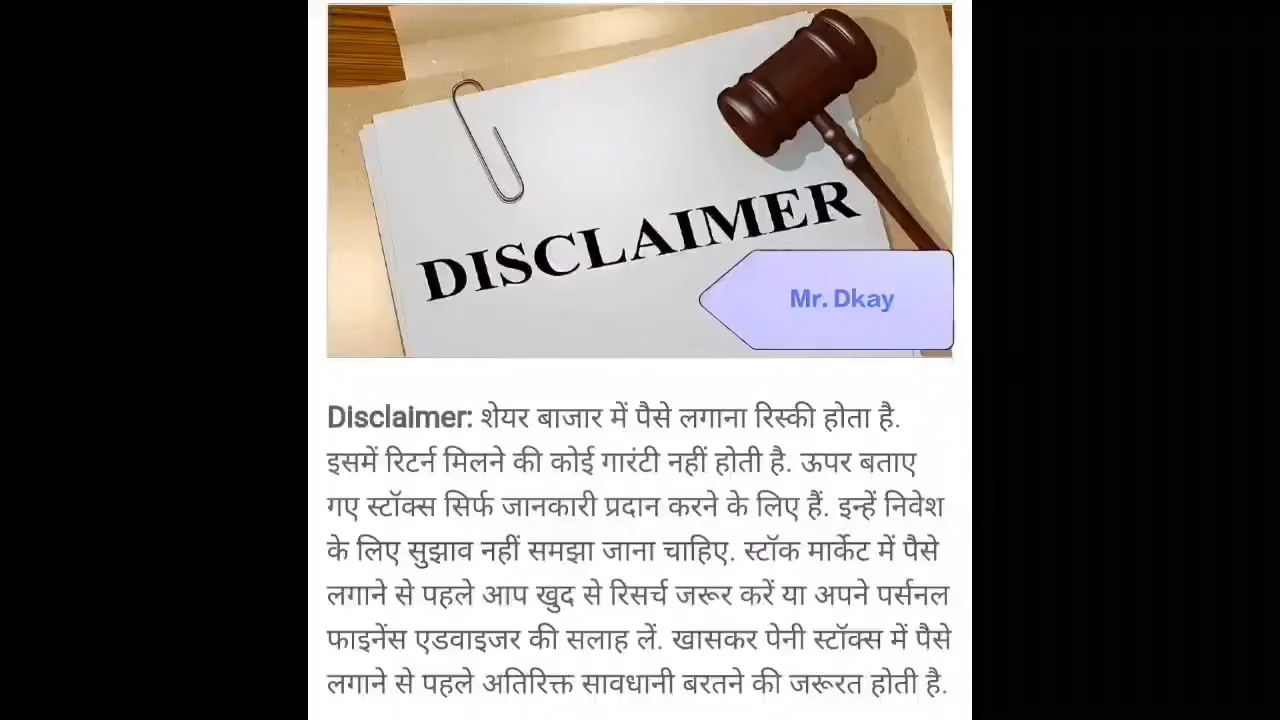 DISCLAIMER
Mr. Dkay
Disclaimer: शेयर बाजार में पैसे लगाना रिस्की होता है.
इसमें रिटर्न मिलने की कोई गारंटी नहीं होती है. ऊपर बताए
गए स्टॉक्स सिर्फ जानकारी प्रदान करने के लिए हैं. इन्हें निवेश
के लिए सुझाव नहीं समझा जाना चाहिए. स्टॉक मार्केट में पैसे
लगाने से पहले आप खुद से रिसर्च जरूर करें या अपने पर्सनल
फाइनेंस एडवाइजर की सलाह लें. खासकर पेनी स्टॉक्स में पैसे
लगाने से पहले अतिरिक्त सावधानी बरतने की जरूरत होती है.